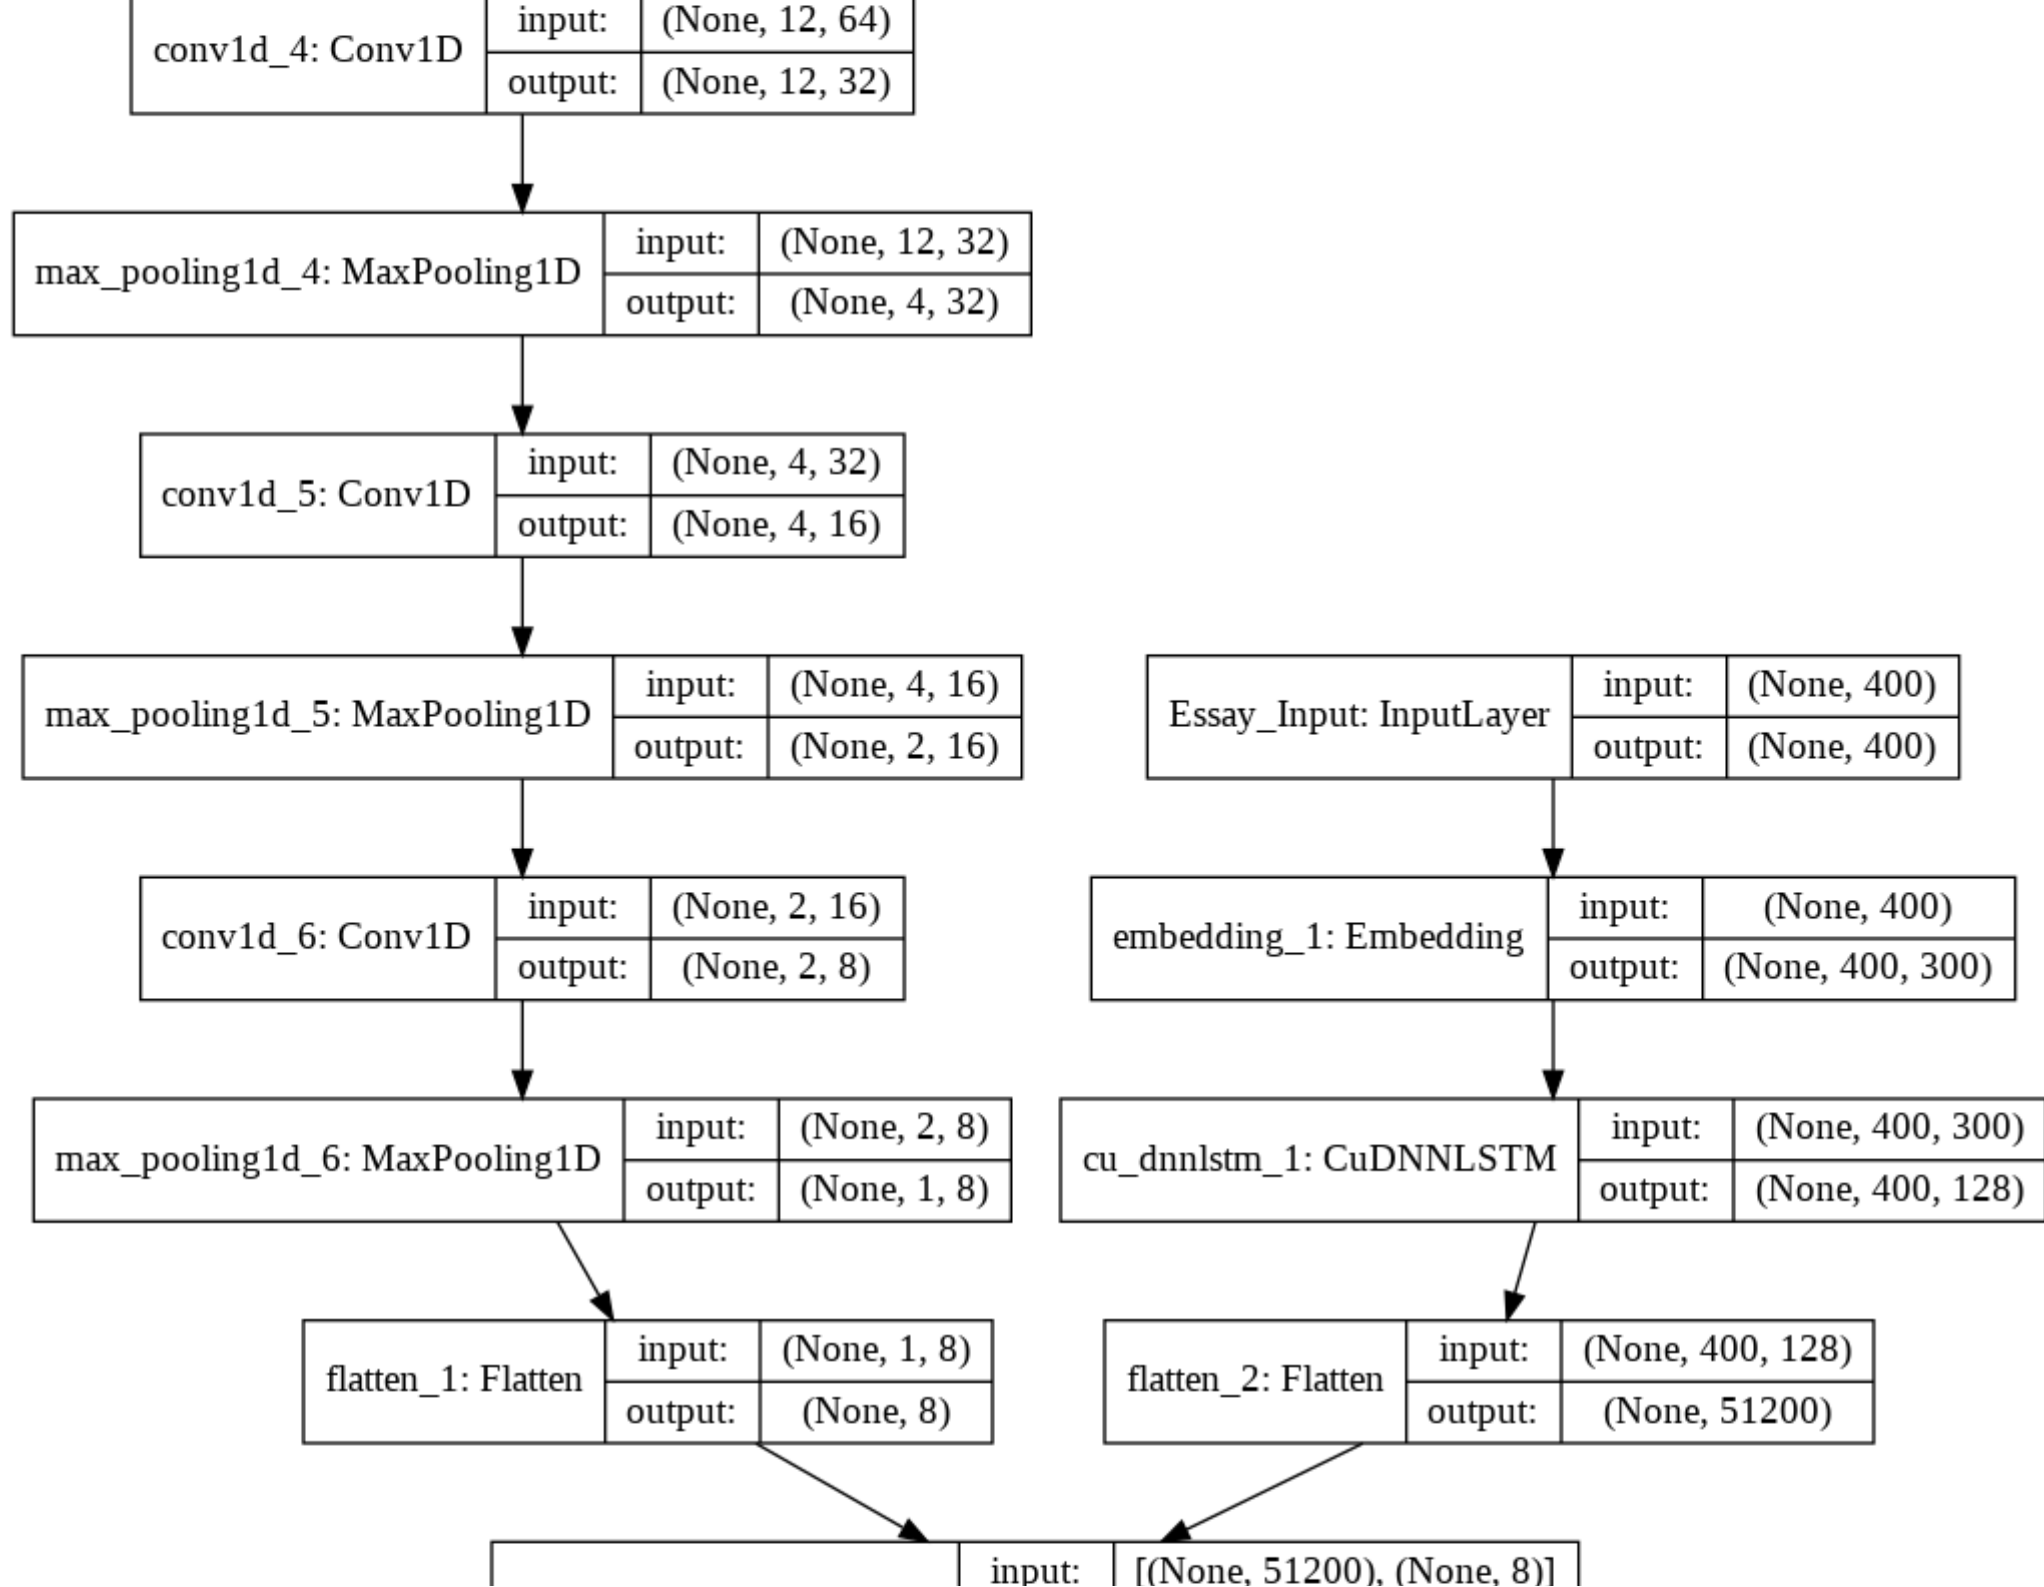 conv1d_4: Conv1D
input: (None, 12, 64)
output: (None, 12, 32)
max_pooling1d_4: MaxPooling1D
input: (None, 12, 32)
output: (None, 4, 32)
conv1d_5: Conv1D
input: (None, 4, 32)
output: (None, 4, 16)
max_pooling1d_5: MaxPooling1D
input: (None, 4, 16)
output: (None, 2, 16)
Essay_Input: InputLayer
input: (None, 400)
output: (None, 400)
conv1d_6: Conv1D
input: (None, 2, 16)
output: (None, 2, 8)
embedding_1: Embedding
input: (None, 400)
output: (None, 400, 300)
max_pooling1d_6: MaxPooling1D
input: (None, 2, 8)
output: (None, 1, 8)
cu_dnnlstm_1: CuDNNLSTM
input: (None, 400, 300)
output: (None, 400, 128)
flatten_1: Flatten
input: (None, 1, 8)
output: (None, 8)
flatten_2: Flatten
input: (None, 400, 128)
output: (None, 51200)
input: [(None, 51200), (None, 8)]